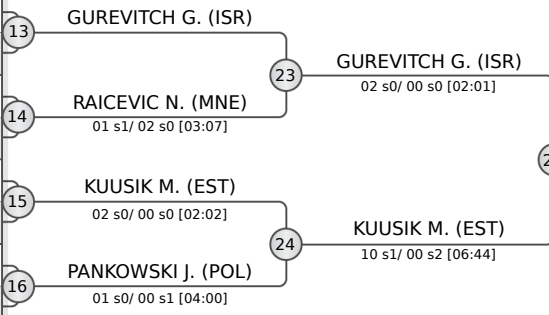 GUREVITCH G. (ISR)
13
23
GUREVITCH G. (ISR)
02 s0/ 00 s0 [02:01]
RAICEVIC N. (MNE)
14
01 s1/ 02 s0 [03:07]
KUUSIK M. (EST)
15
02 s0/ 00 s0 [02:02]
24
KUUSIK M. (EST)
10 s1/ 00 s2 [06:44]
PANKOWSKI J. (POL)
16
01 s0/ 00 s1 [04:00]